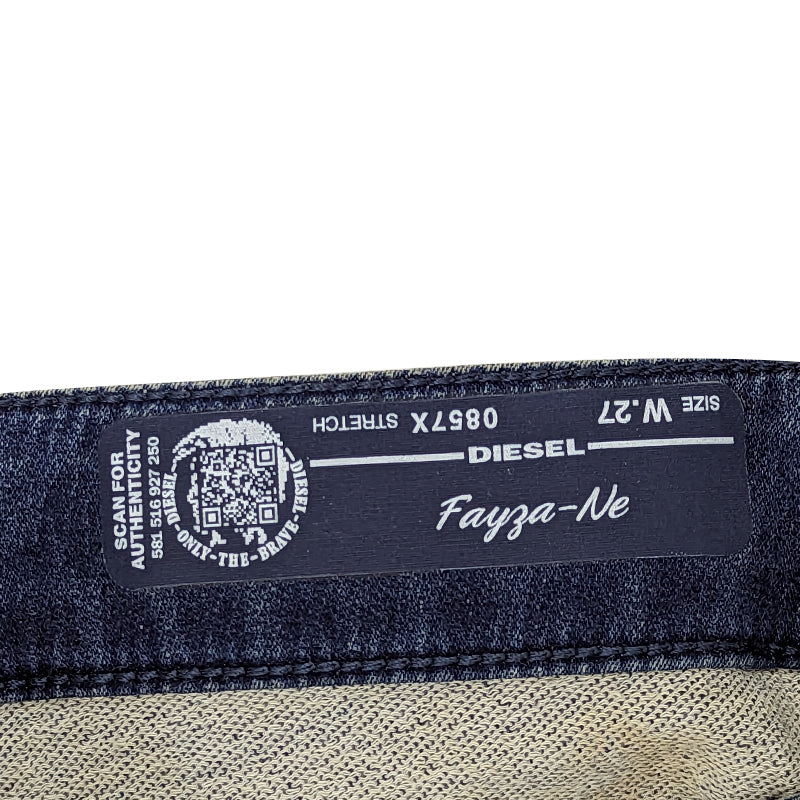 SCAN FOR
AUTHENTICITY
581 516 927 250
DIESEL
ONLY-THE-BRAVE
DIESEL
SIZE W.27
0857X STRETCH
DIESEL
Fayza-Ne